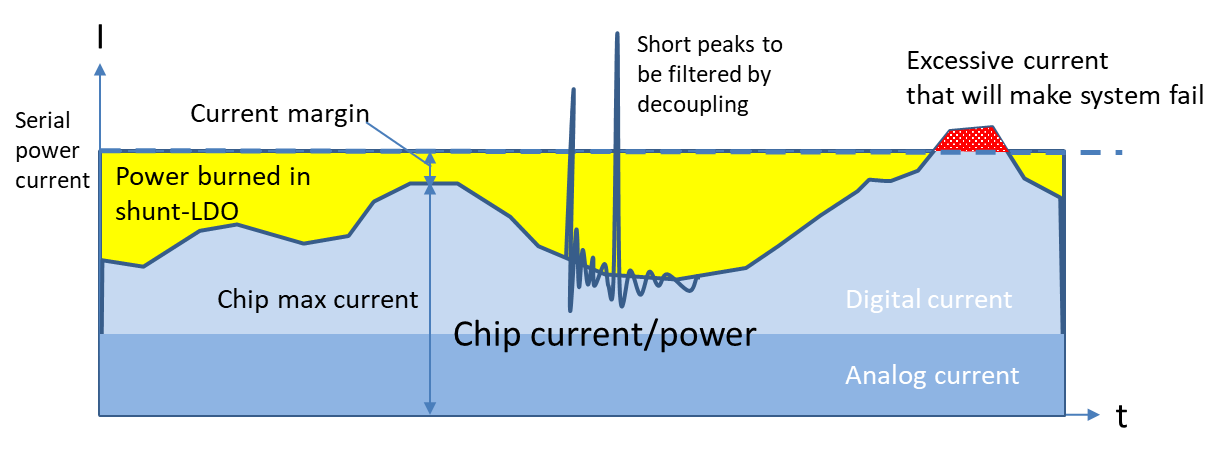 I
Short peaks to
be filtered by
decoupling
Excessive current
that will make system fail
Serial
power
current
Current margin
Power burned in
shunt-LDO
Chip max current
Chip current/power
Digital current
Analog current
t